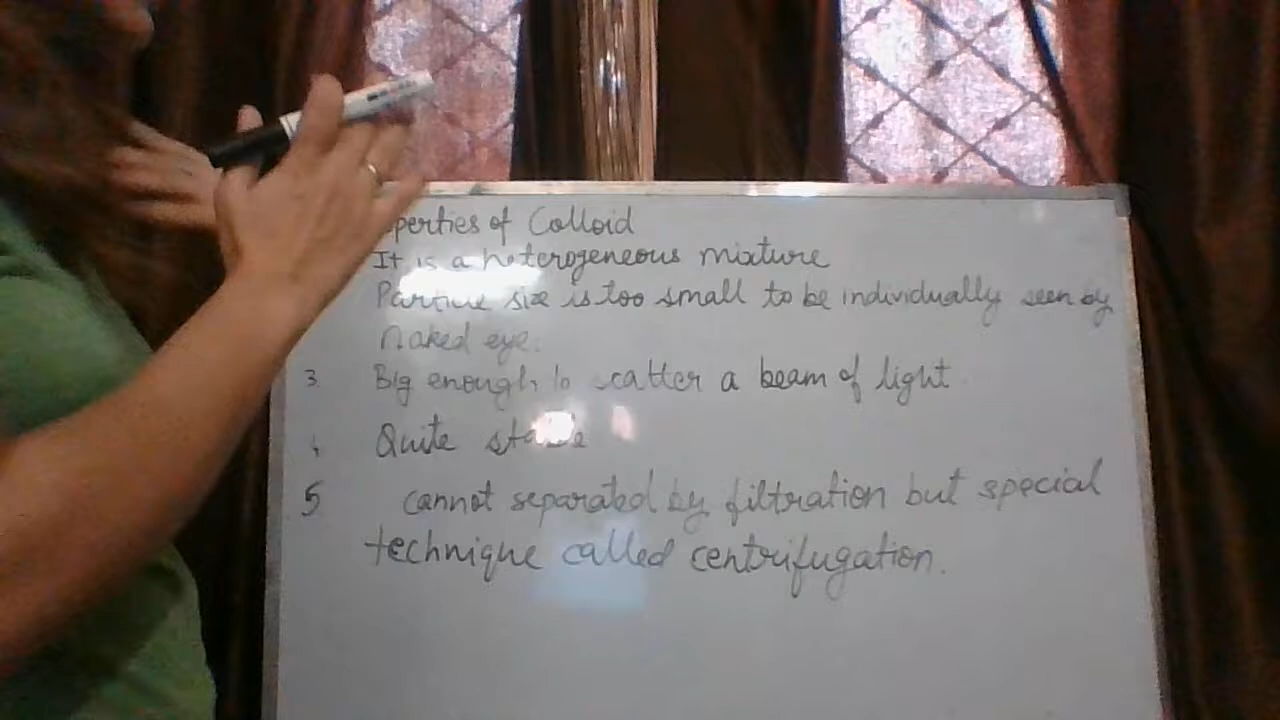 perties of Colloid
It is a heterogeneous mixture
Particle size is too small to be individually seen by
naked eye.
3 Big enough to scatter a beam of light
4 Quite stable
5 cannot separated by filtration but special
technique called centrifugation.